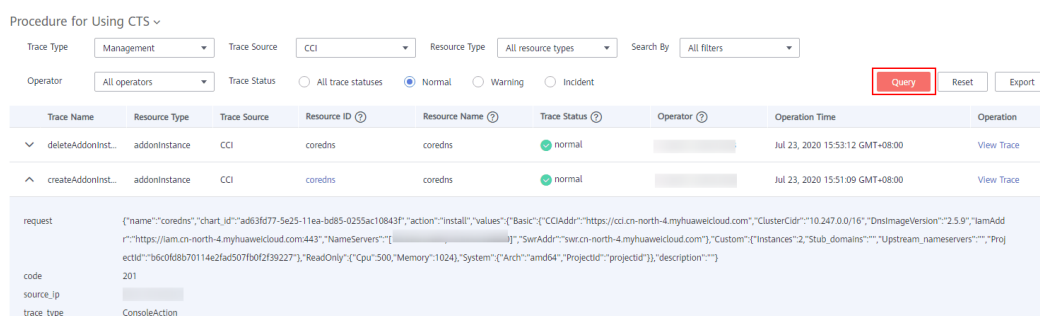 Procedure for Using CTS
Trace Type Management Trace Source CCI Resource Type All resource types Search By All filters
Operator All operators Trace Status All trace statuses Normal Warning Incident Query Reset Export
Trace Name Resource Type Trace Source Resource ID ? Resource Name ? Trace Status ? Operator ? Operation Time Operation
deleteAddonInst... addonInstance CCI coredns coredns normal Jul 23, 2020 15:53:12 GMT+08:00 View Trace
createAddonInst... addonInstance CCI coredns coredns normal Jul 23, 2020 15:51:09 GMT+08:00 View Trace
request {"name":"coredns","chart_id":"ad63fd77-5e25-11ea-bd85-0255ac10843f","action":"install","values":{"Basic":{"CCIAddr":"https://cci.cn-north-4.myhuaweicloud.com","ClusterCidr":"10.247.0.0/16","DnsImageVersion":"2.5.9","IamAdd
r":"https://iam.cn-north-4.myhuaweicloud.com:443","NameServers":"[ ]","SwrAddr":"swr.cn-north-4.myhuaweicloud.com"},"Custom":{"Instances":2,"Stub_domains":"","Upstream_nameservers":"","Proj
ectId":"b6c0fd8b70114e2fad507fb0f2f39227"},"ReadOnly":{"Cpu":500,"Memory":1024},"System":{"Arch":"amd64","ProjectId":"projectid"}},"description":""}
code 201
source_ip
trace_type ConsoleAction